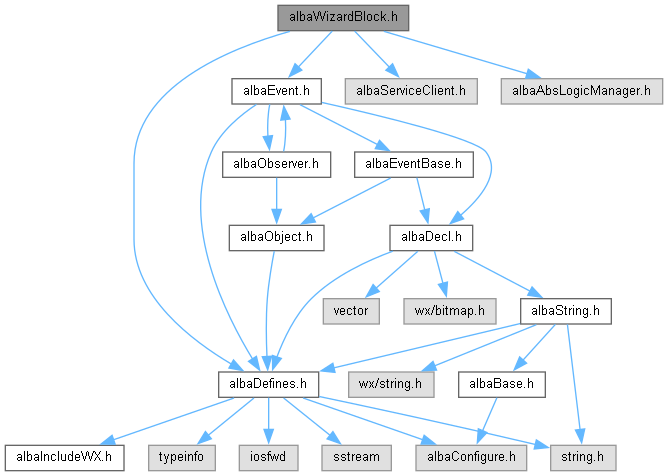 albaWizardBlock.h
albaEvent.h
albaServiceClient.h
albaAbsLogicManager.h
albaObserver.h
albaEventBase.h
albaObject.h
albaDecl.h
vector
wx/bitmap.h
albaString.h
albaDefines.h
wx/string.h
albaBase.h
albaIncludeWX.h
typeinfo
iosfwd
sstream
albaConfigure.h
string.h